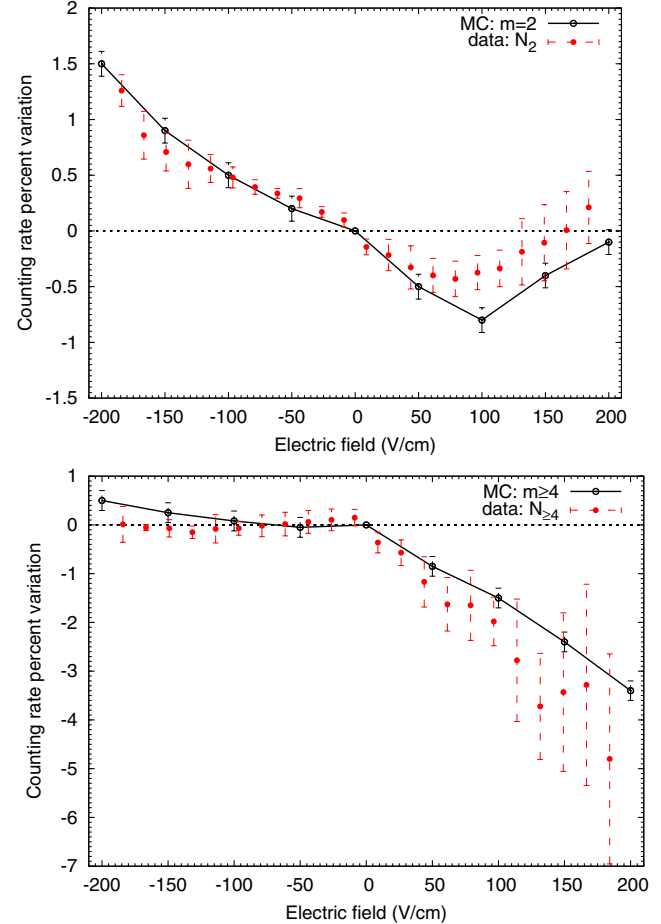 2
1.5
1
0.5
0
-0.5
-1
-1.5
Counting rate percent variation
MC: m=2
data: N₂
-200 -150 -100 -50 0 50 100 150 200
Electric field (V/cm)
1
0
-1
-2
-3
-4
-5
-6
-7
Counting rate percent variation
MC: m≥4
data: N≥4
-200 -150 -100 -50 0 50 100 150 200
Electric field (V/cm)